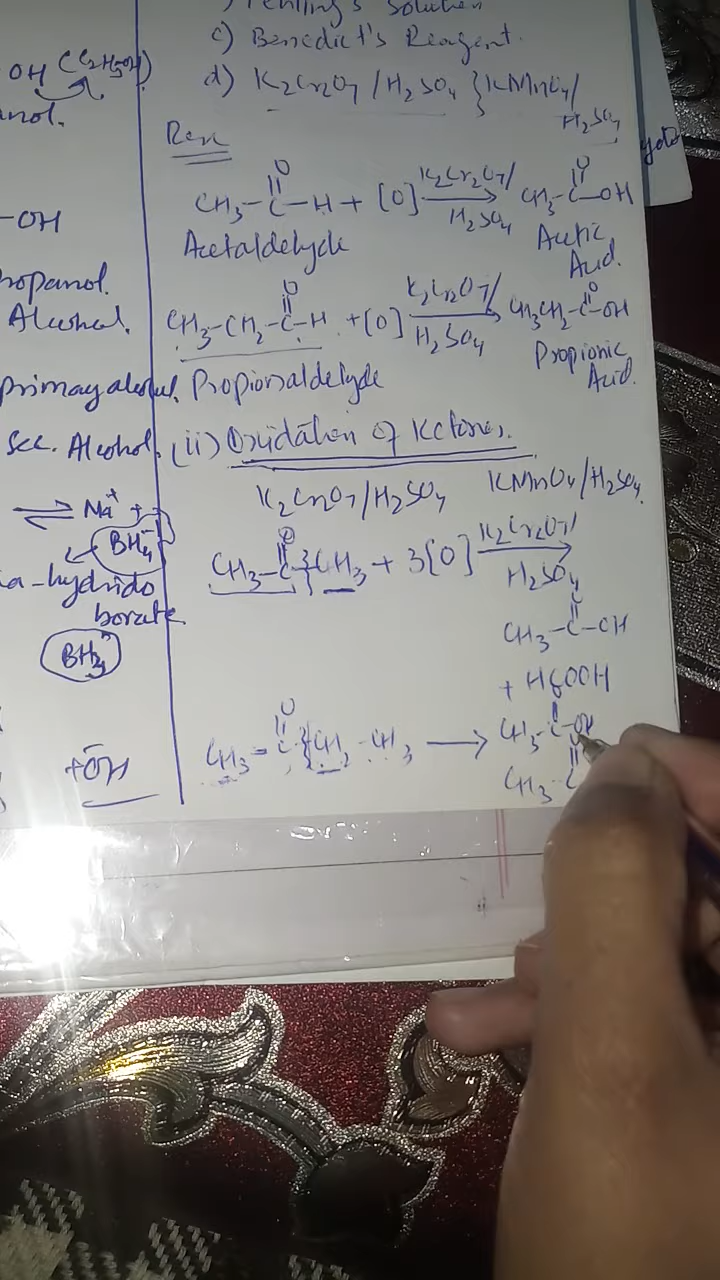 Fehling's Solution
c) Benedict's Reagent.
d) K2Cr2O7 / H2SO4 } KMnO4 /
H2SO4
Rxn
O
CH3-C-H + [O] K2Cr2O7/ H2SO4 → CH3-C-OH
O
Acetaldehyde
Acetic
Acid.
O
CH3-CH2-C-H + [O] K2Cr2O7/ H2SO4 → CH3CH2-C-OH
O
Propionaldehyde
Propionic
Acid.
(ii) Oxidation of Ketones.
K2Cr2O7/H2SO4 KMnO4/H2SO4
O
CH3-C}CH3 + 3[O] K2Cr2O7/ H2SO4 →
O
CH3-C-OH
+ HCOOH
O
CH3-C}CH2-CH3 → CH3-C-OH
CH3 C
OH (C2H5OH)
nol.
-OH
ropanol.
Alcohol.
primary alcohol.
Sec. Alcohol.
⇌ Na+ +
BH4-
a-hydrido
borate
BH3
+OH